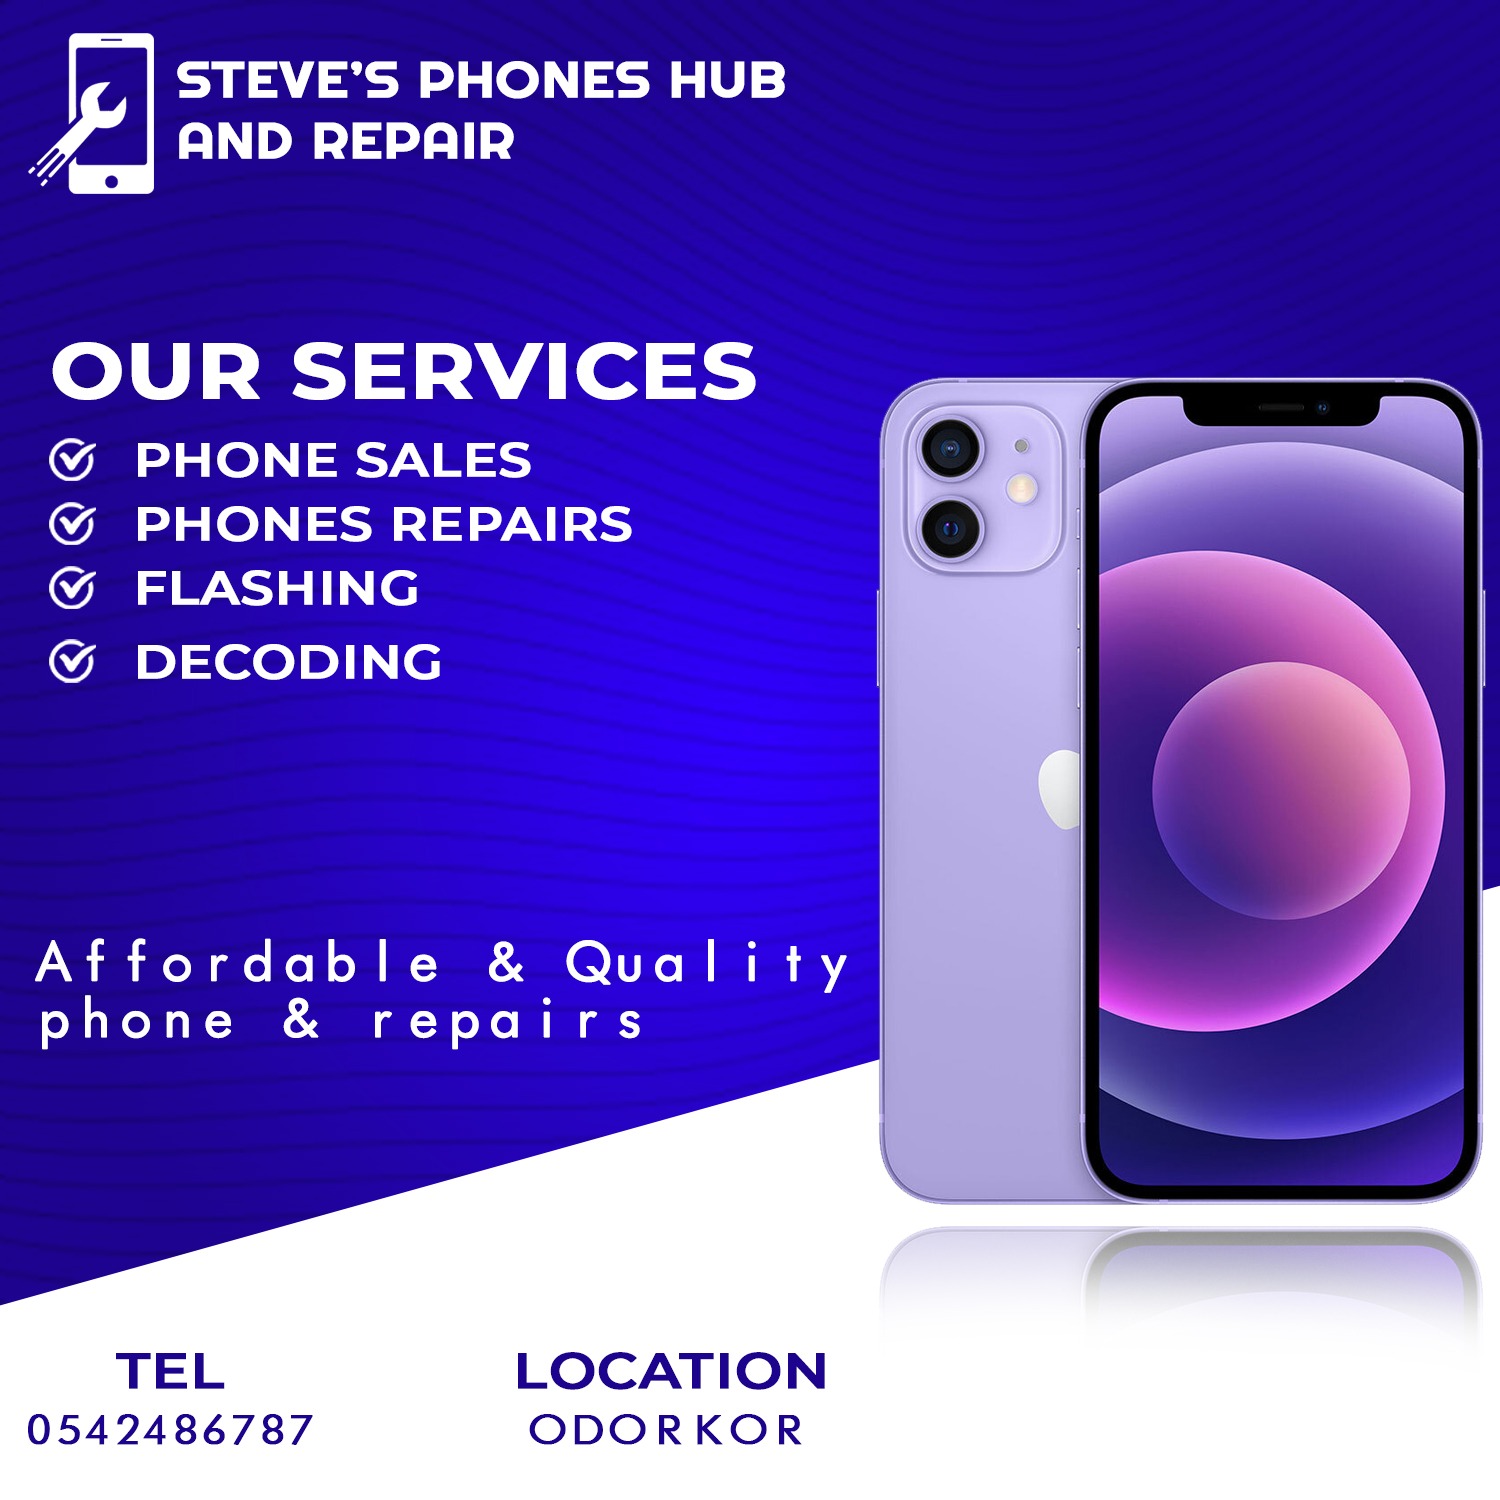 STEVE'S PHONES HUB
AND REPAIR
OUR SERVICES
PHONE SALES
PHONES REPAIRS
FLASHING
DECODING
Affordable & Quality
phone & repairs
TEL
0542486787
LOCATION
ODORKOR